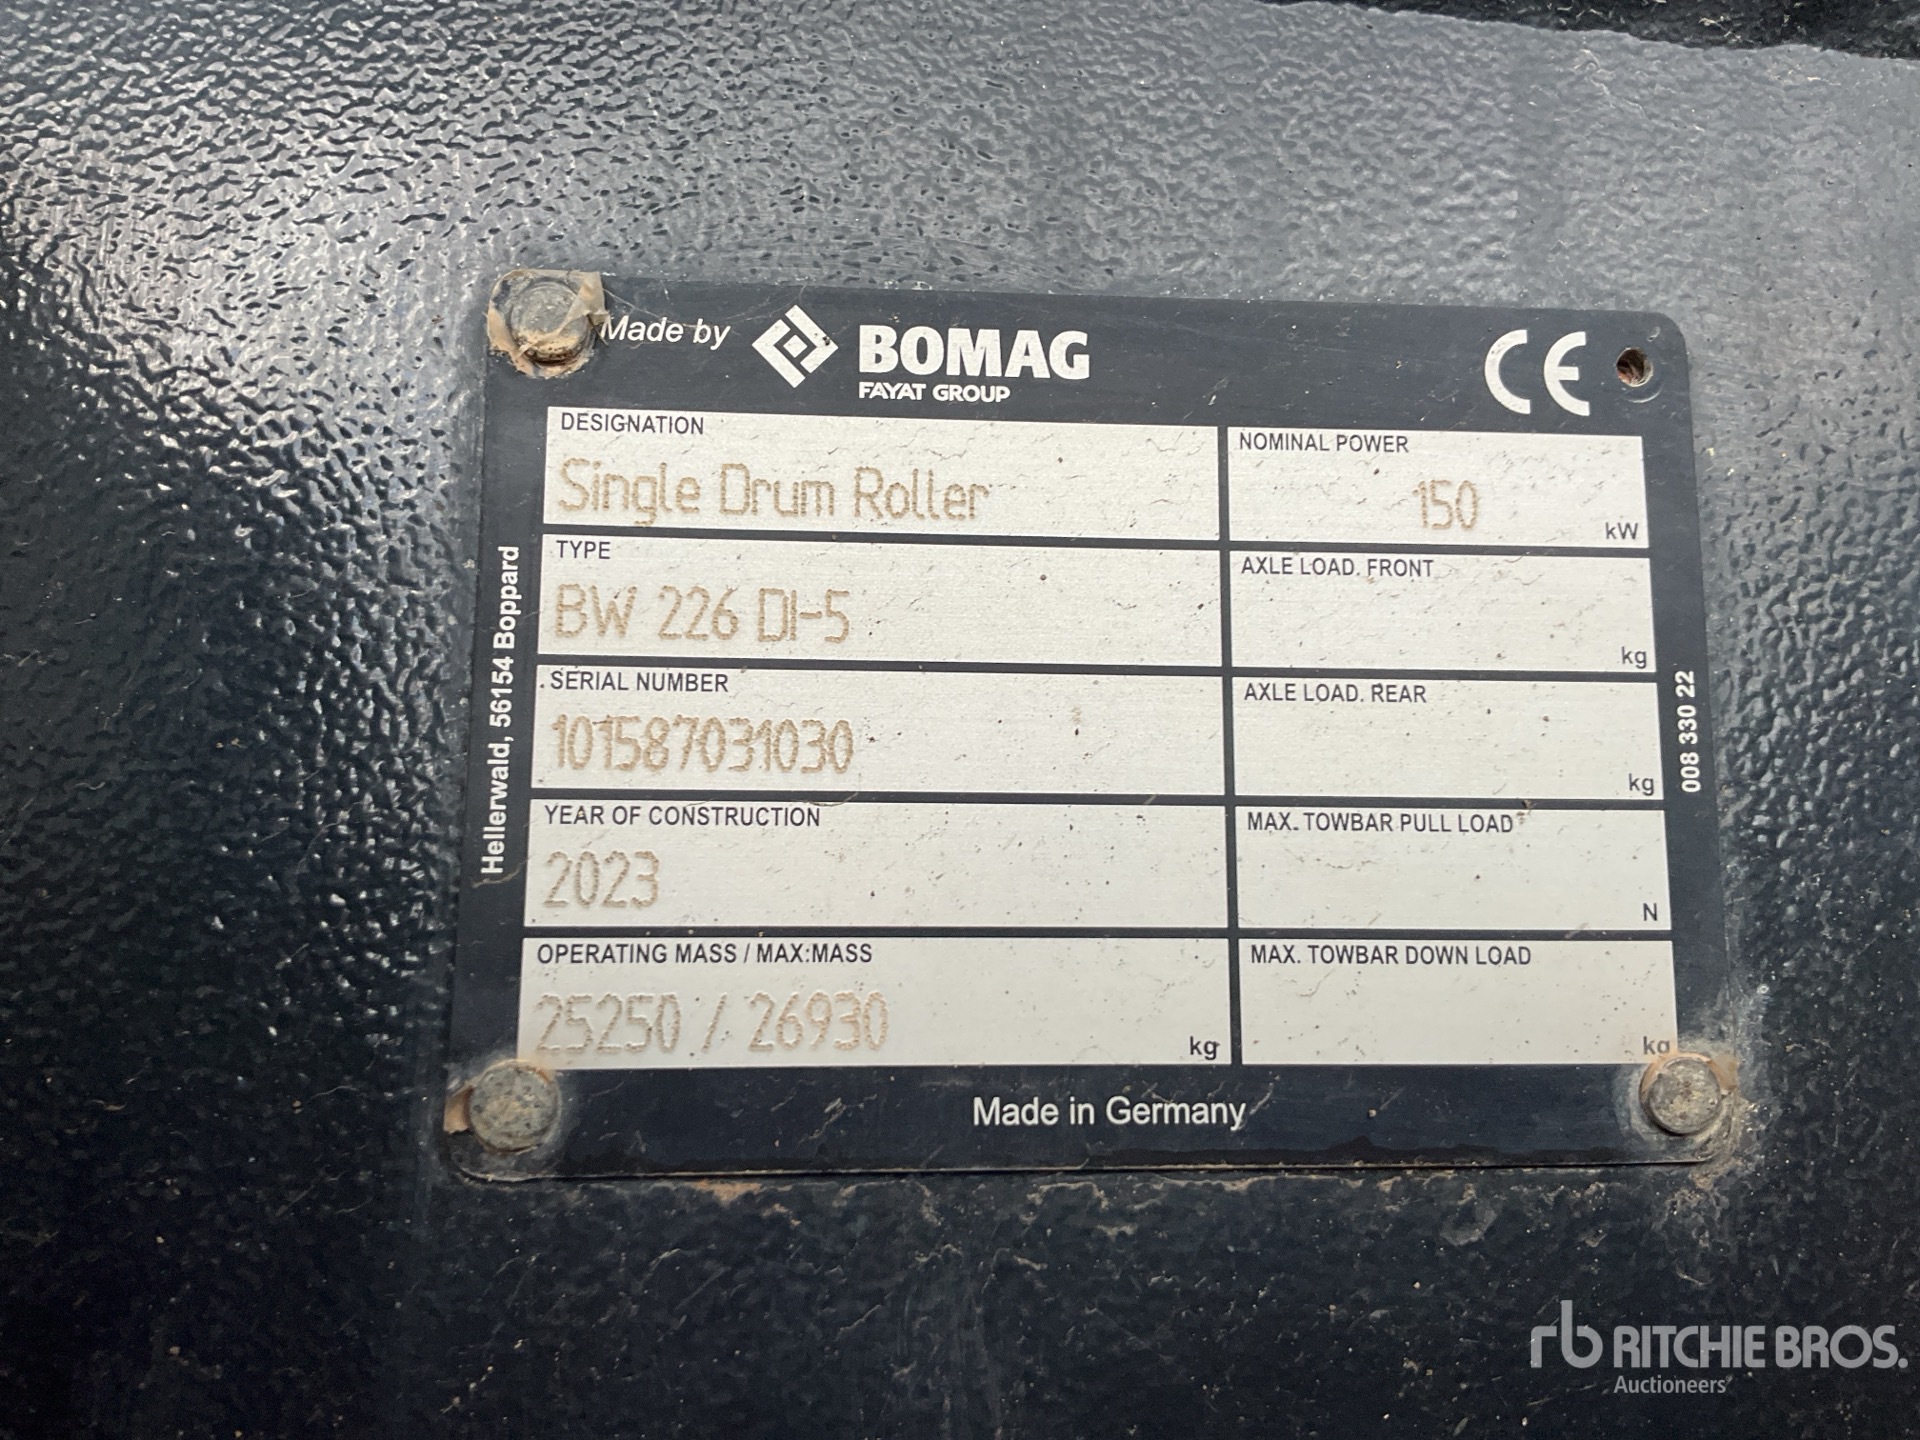 Made by BOMAG
FAYAT GROUP
CE
DESIGNATION
Single Drum Roller
NOMINAL POWER
150
kW
TYPE
BW 226 DI-5
AXLE LOAD. FRONT
kg
SERIAL NUMBER
101587031030
AXLE LOAD. REAR
kg
YEAR OF CONSTRUCTION
2023
MAX. TOWBAR PULL LOAD
N
OPERATING MASS / MAX:MASS
25250 / 26930
kg
MAX. TOWBAR DOWN LOAD
kg
Hellerwald, 56154 Boppard
008 330 22
Made in Germany
rb RITCHIE BROS.
Auctioneers